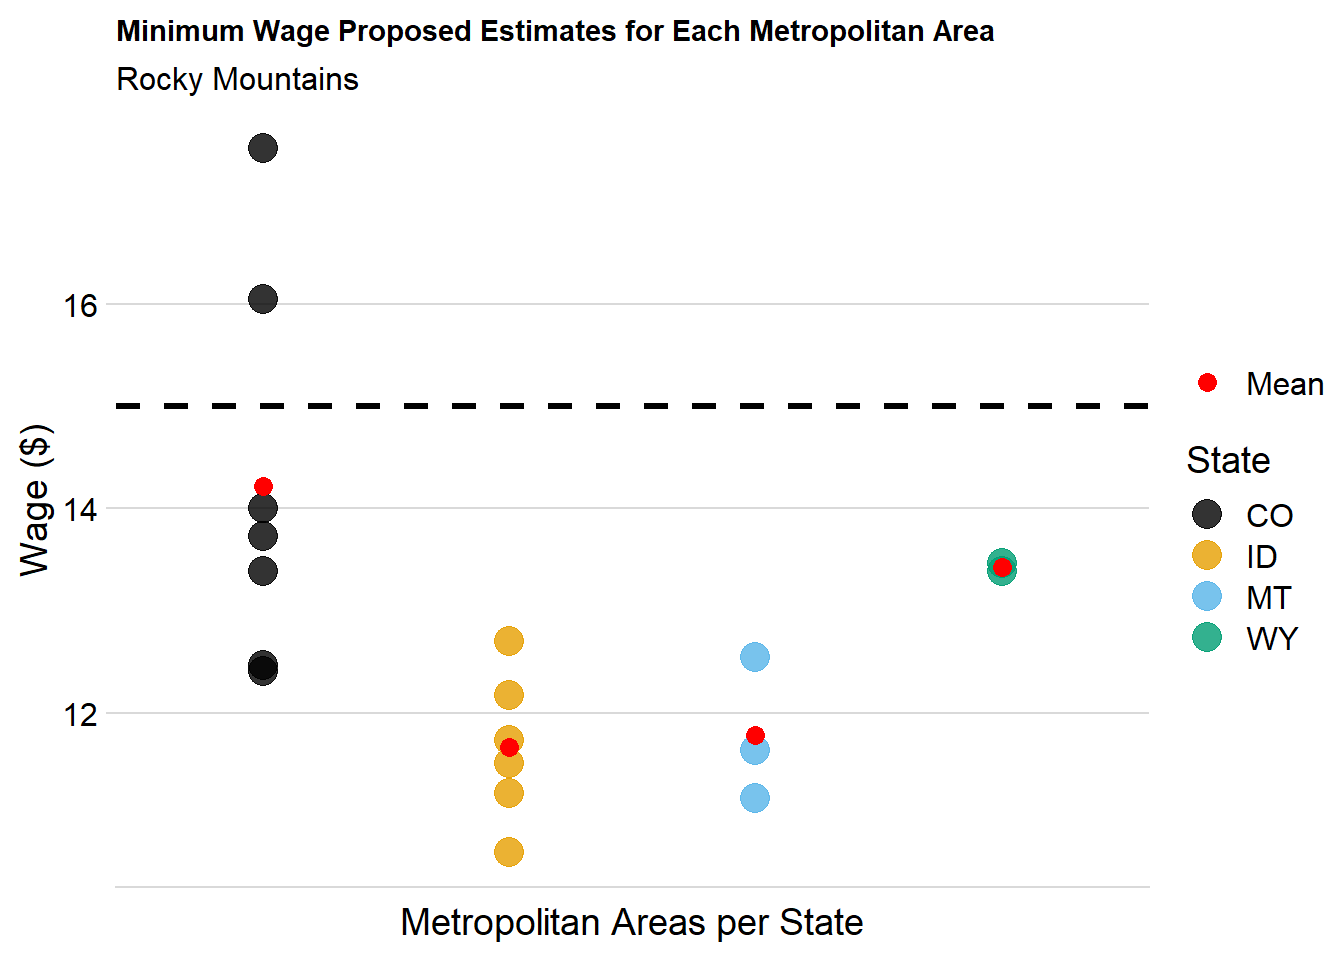 Minimum Wage Proposed Estimates for Each Metropolitan Area
Rocky Mountains
16
14
12
Wage ($)
Metropolitan Areas per State
Mean
State
CO
ID
MT
WY